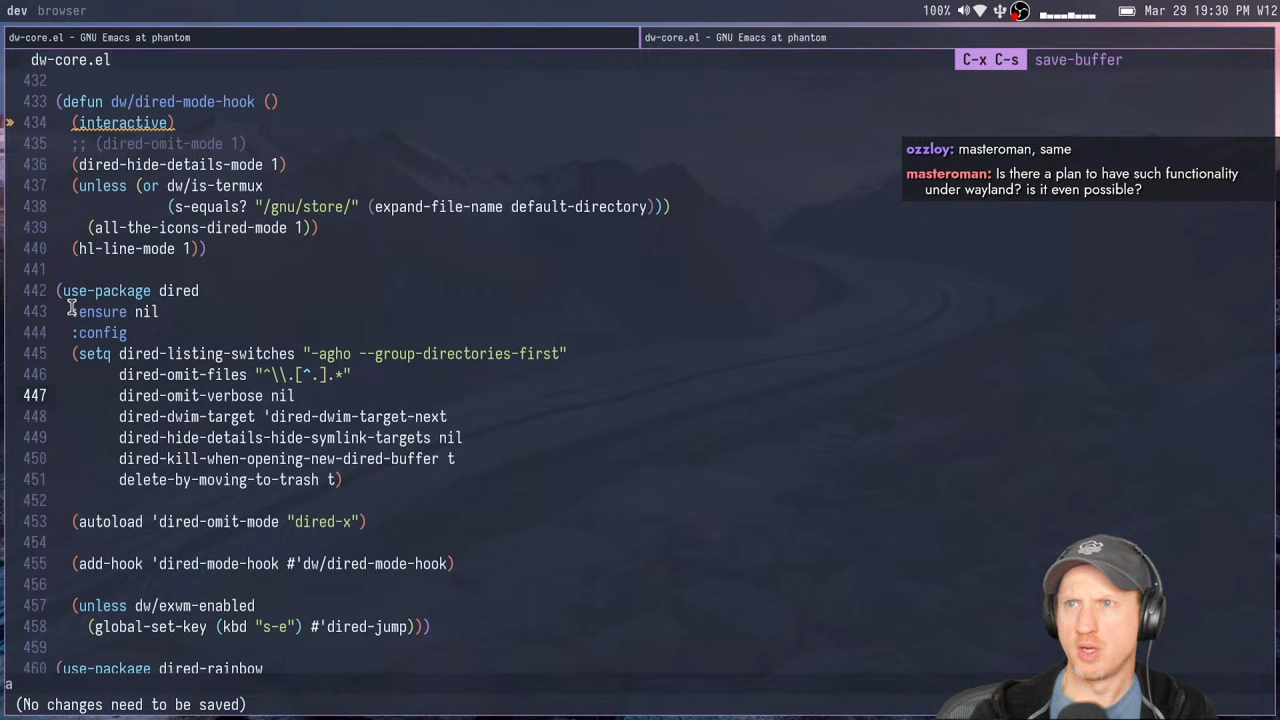 dev browser
100% Mar 29 19:30 PM W12
dw-core.el - GNU Emacs at phantom
dw-core.el - GNU Emacs at phantom
dw-core.el
C-x C-s save-buffer
432
433 (defun dw/dired-mode-hook ()
» 434 (interactive)
435 ;; (dired-omit-mode 1)
436 (dired-hide-details-mode 1)
437 (unless (or dw/is-termux
438 (s-equals? "/gnu/store/" (expand-file-name default-directory)))
439 (all-the-icons-dired-mode 1))
440 (hl-line-mode 1))
441
442 (use-package dired
443 :ensure nil
444 :config
445 (setq dired-listing-switches "-agho --group-directories-first"
446 dired-omit-files "^\\.[^.].*"
447 dired-omit-verbose nil
448 dired-dwim-target 'dired-dwim-target-next
449 dired-hide-details-hide-symlink-targets nil
450 dired-kill-when-opening-new-dired-buffer t
451 delete-by-moving-to-trash t)
452
453 (autoload 'dired-omit-mode "dired-x")
454
455 (add-hook 'dired-mode-hook #'dw/dired-mode-hook)
456
457 (unless dw/exwm-enabled
458 (global-set-key (kbd "s-e") #'dired-jump)))
459
460 (use-package dired-rainbow
a
(No changes need to be saved)
ozzloy: masteroman, same
masteroman: Is there a plan to have such functionality
under wayland? is it even possible?